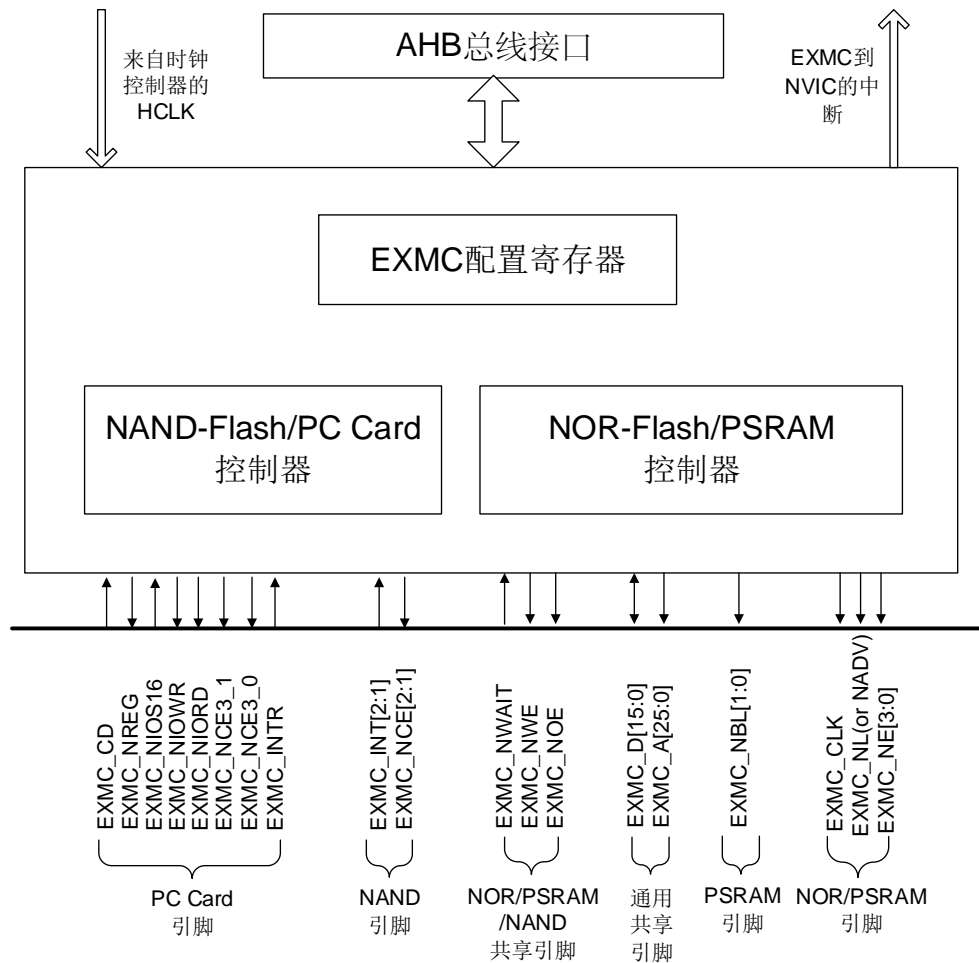 来自时钟
控制器的
HCLK
AHB总线接口
EXMC到
NVIC的中
断
EXMC配置寄存器
NAND-Flash/PC Card
控制器
NOR-Flash/PSRAM
控制器
EXMC_CD
EXMC_NREG
EXMC_NIOS16
EXMC_NIOWR
EXMC_NIORD
EXMC_NCE3_1
EXMC_NCE3_0
EXMC_INTR
EXMC_INT[2:1]
EXMC_NCE[2:1]
EXMC_NWAIT
EXMC_NWE
EXMC_NOE
EXMC_D[15:0]
EXMC_A[25:0]
EXMC_NBL[1:0]
EXMC_CLK
EXMC_NL(or NADV)
EXMC_NE[3:0]
PC Card
引脚
NAND
引脚
NOR/PSRAM
/NAND
共享引脚
通用
共享
引脚
PSRAM
引脚
NOR/PSRAM
引脚